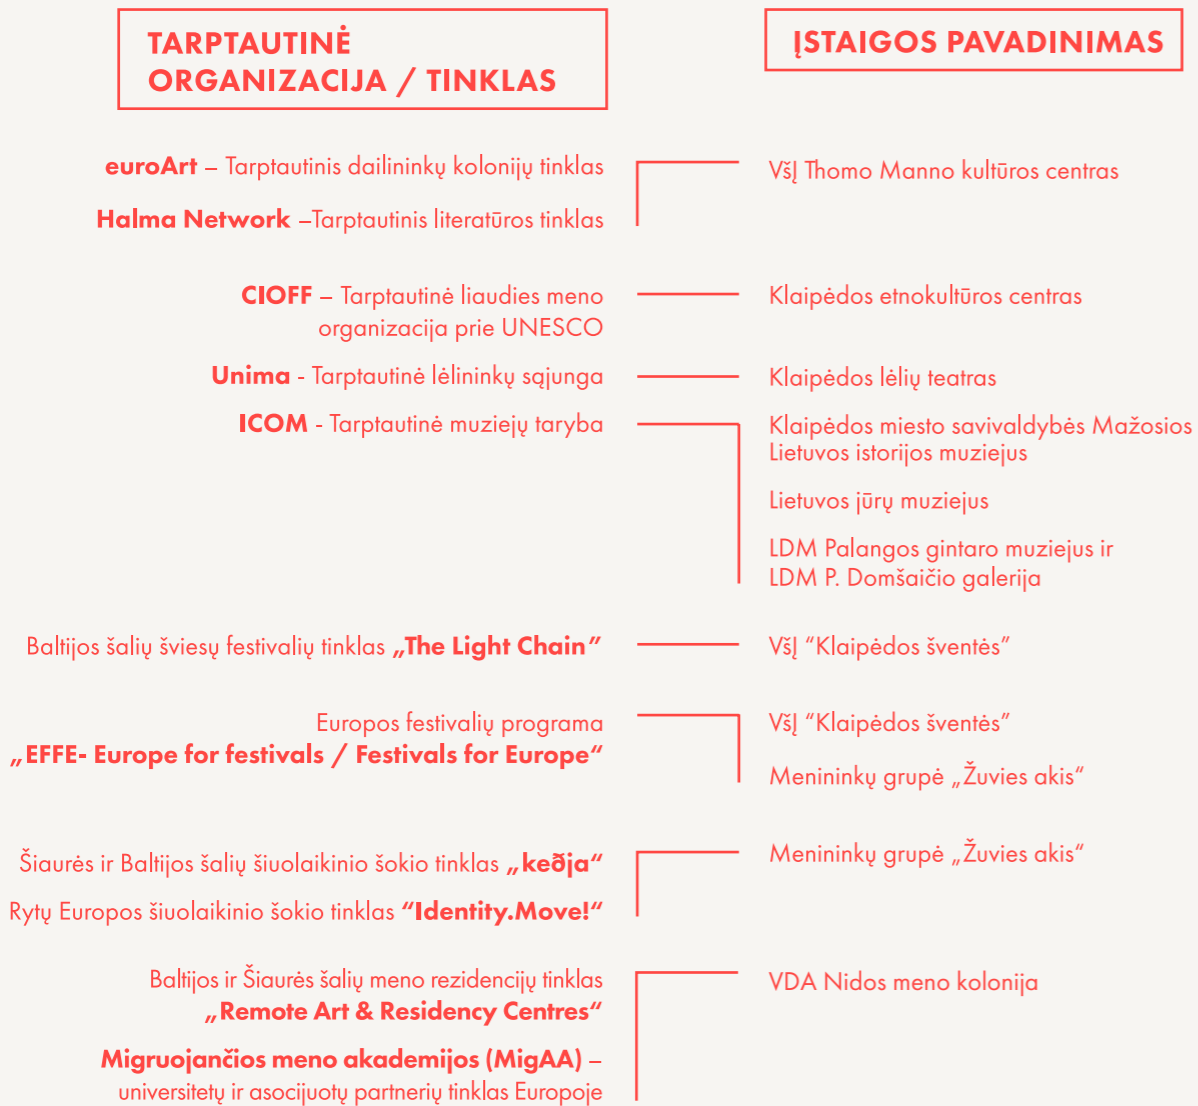 TARPTAUTINĖ
ORGANIZACIJA / TINKLAS
ĮSTAIGOS PAVADINIMAS
euroArt – Tarptautinis dailininkų kolonijų tinklas
Halma Network –Tarptautinis literatūros tinklas
VšĮ Thomo Manno kultūros centras
CIOFF – Tarptautinė liaudies meno
organizacija prie UNESCO
Klaipėdos etnokultūros centras
Unima - Tarptautinė lėlininkų sąjunga
Klaipėdos lėlių teatras
ICOM - Tarptautinė muziejų taryba
Klaipėdos miesto savivaldybės Mažosios
Lietuvos istorijos muziejus
Lietuvos jūrų muziejus
LDM Palangos gintaro muziejus ir
LDM P. Domšaičio galerija
Baltijos šalių šviesų festivalių tinklas „The Light Chain”
VšĮ “Klaipėdos šventės”
Europos festivalių programa
„EFFE- Europe for festivals / Festivals for Europe“
VšĮ “Klaipėdos šventės”
Menininkų grupė „Žuvies akis“
Šiaurės ir Baltijos šalių šiuolaikinio šokio tinklas „keðja“
Rytų Europos šiuolaikinio šokio tinklas “Identity.Move!“
Menininkų grupė „Žuvies akis“
Baltijos ir Šiaurės šalių meno rezidencijų tinklas
„Remote Art & Residency Centres“
Migruojančios meno akademijos (MigAA) –
universitetų ir asocijuotų partnerių tinklas Europoje
VDA Nidos meno kolonija